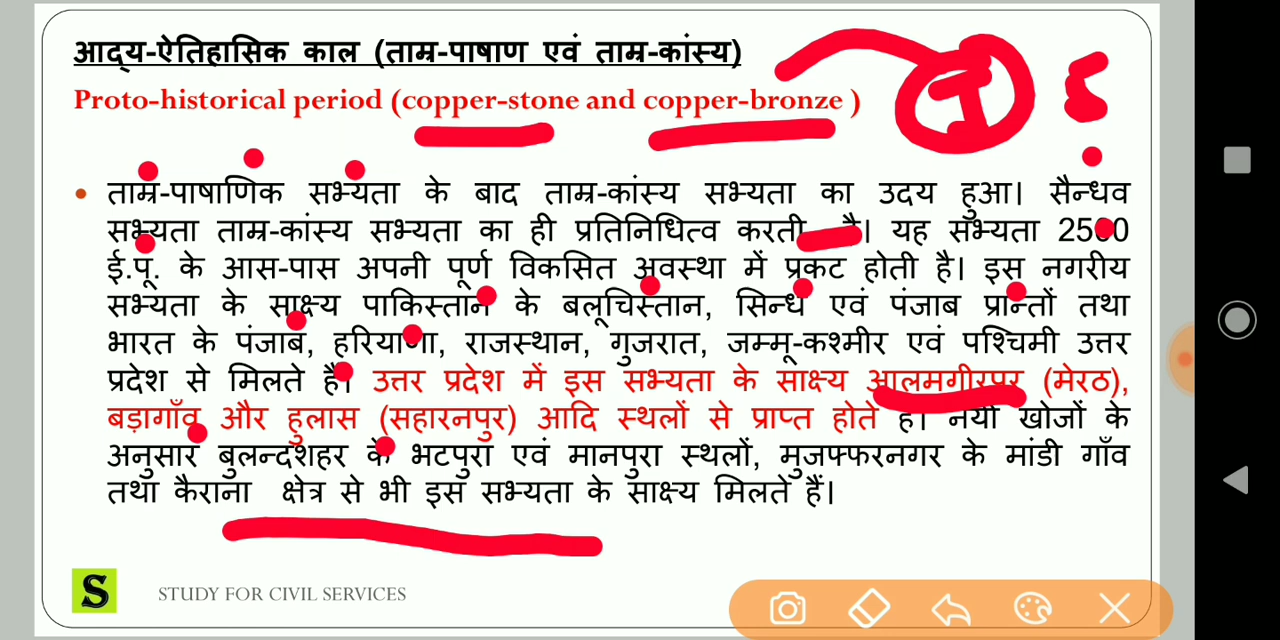 आद्य-ऐतिहासिक काल (ताम्र-पाषाण एवं ताम्र-कांस्य)
Proto-historical period (copper-stone and copper-bronze )
ताम्र-पाषाणिक सभ्यता के बाद ताम्र-कांस्य सभ्यता का उदय हुआ। सैन्धव
सभ्यता ताम्र-कांस्य सभ्यता का ही प्रतिनिधित्व करती है। यह सभ्यता 2500
ई.पू. के आस-पास अपनी पूर्ण विकसित अवस्था में प्रकट होती है। इस नगरीय
सभ्यता के साक्ष्य पाकिस्तान के बलूचिस्तान, सिन्ध एवं पंजाब प्रान्तों तथा
भारत के पंजाब, हरियाणा, राजस्थान, गुजरात, जम्मू-कश्मीर एवं पश्चिमी उत्तर
प्रदेश से मिलते हैं। उत्तर प्रदेश में इस सभ्यता के साक्ष्य आलमगीरपुर (मेरठ),
बड़ागाँव और हुलास (सहारनपुर) आदि स्थलों से प्राप्त होते हैं। नयी खोजों के
अनुसार बुलन्दशहर के भटपुरा एवं मानपुरा स्थलों, मुजफ्फरनगर के मांडी गाँव
तथा कैराना क्षेत्र से भी इस सभ्यता के साक्ष्य मिलते हैं।
S STUDY FOR CIVIL SERVICES